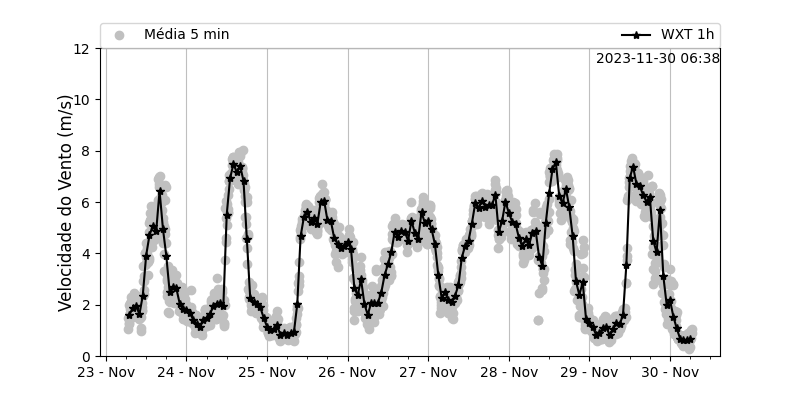 Média 5 min
WXT 1h
2023-11-30 06:38
Velocidade do Vento (m/s)
12
10
8
6
4
2
0
23 - Nov
24 - Nov
25 - Nov
26 - Nov
27 - Nov
28 - Nov
29 - Nov
30 - Nov